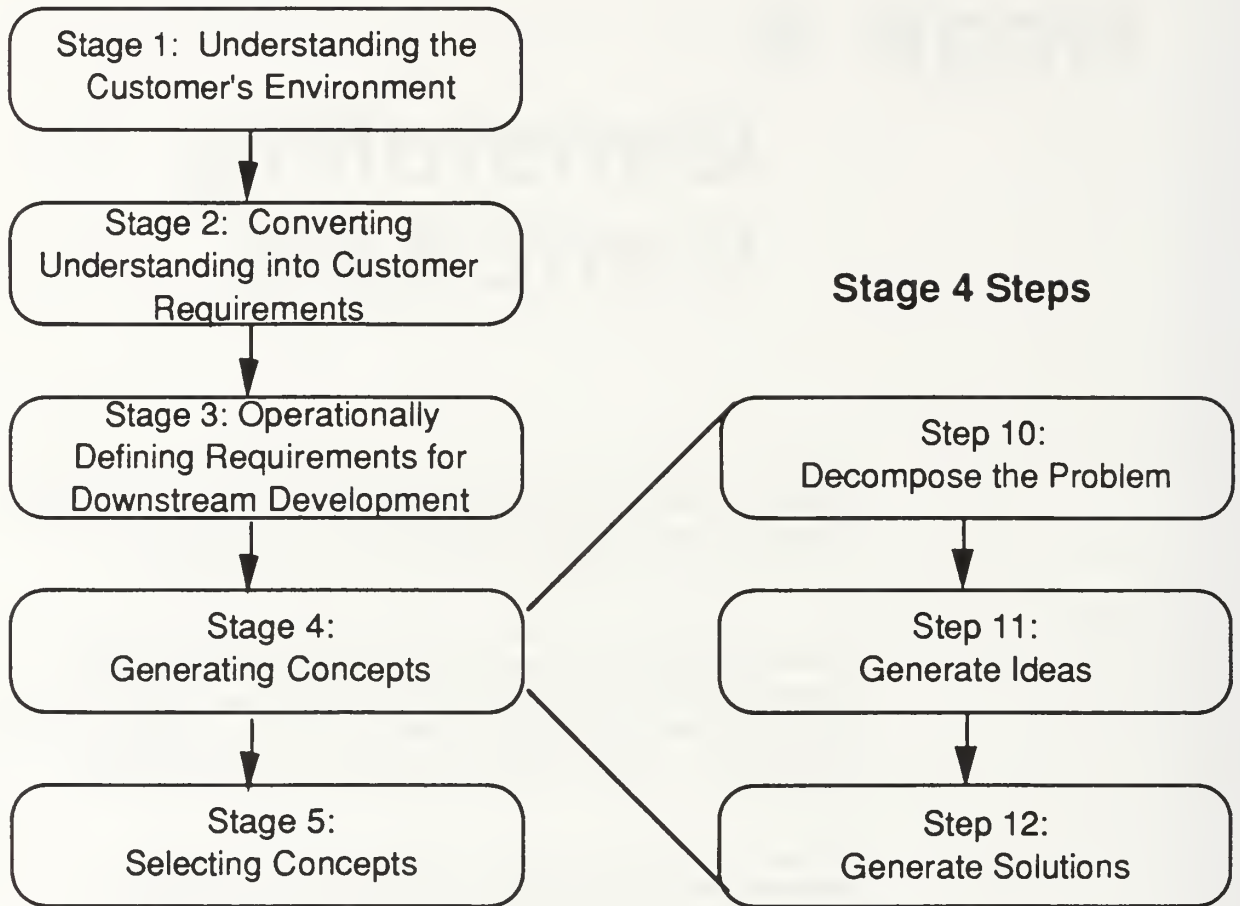 Stage 1: Understanding the
Customer's Environment
Stage 2: Converting
Understanding into Customer
Requirements
Stage 3: Operationally
Defining Requirements for
Downstream Development
Stage 4:
Generating Concepts
Stage 5:
Selecting Concepts
Stage 4 Steps
Step 10:
Decompose the Problem
Step 11:
Generate Ideas
Step 12:
Generate Solutions